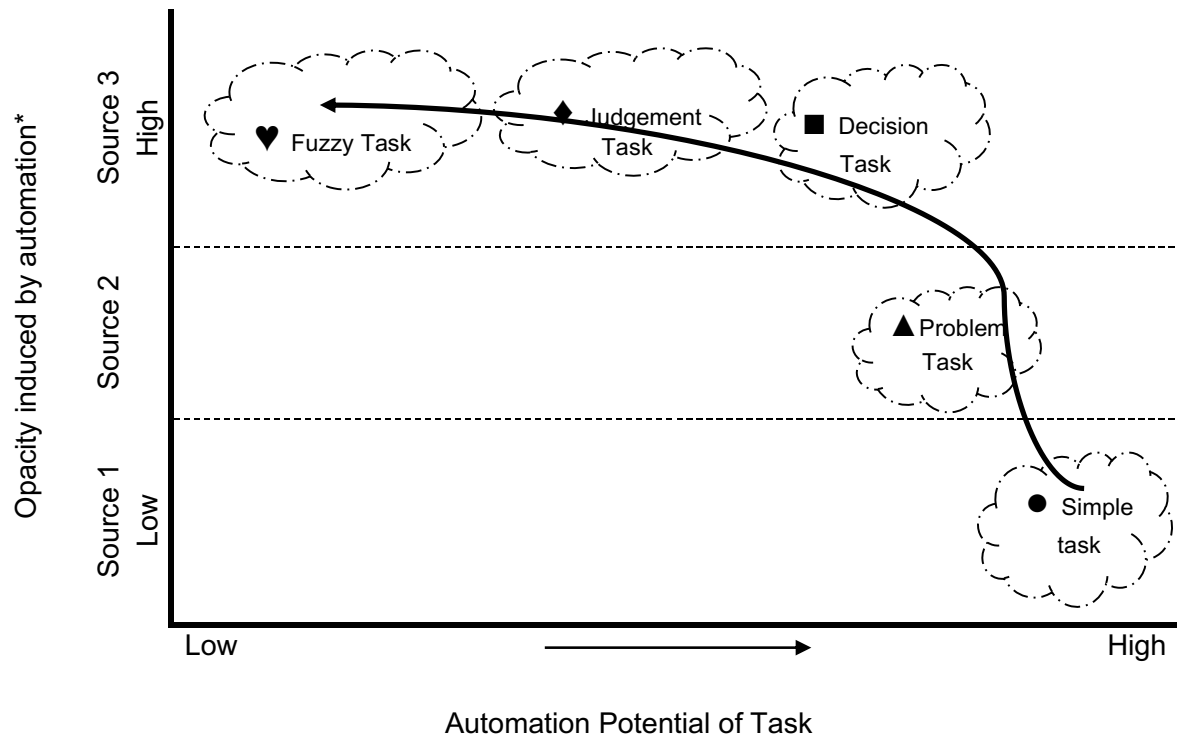 Opacity induced by automation*
Source 3
High
Source 2
Source 1
Low
Fuzzy Task
Judgement
Task
Decision
Task
Problem
Task
Simple
task
Low
High
Automation Potential of Task